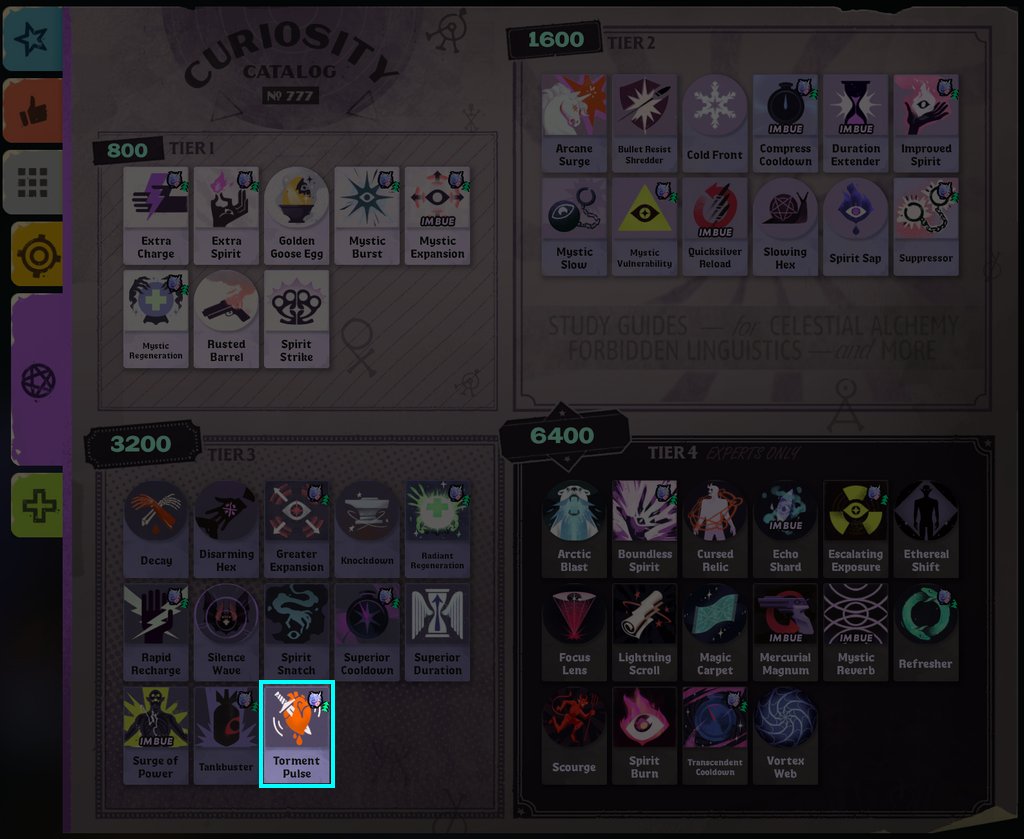 CURIOSITY
CATALOG
Nº 777
800 TIER 1
Extra Charge
Extra Spirit
Golden Goose Egg
Mystic Burst
IMBUE
Mystic Expansion
Mystic Regeneration
Rusted Barrel
Spirit Strike
1600 TIER 2
Arcane Surge
Bullet Resist Shredder
Cold Front
IMBUE
Compress Cooldown
IMBUE
Duration Extender
Improved Spirit
Mystic Slow
Mystic Vulnerability
IMBUE
Quicksilver Reload
Slowing Hex
Spirit Sap
Suppressor
STUDY GUIDES — for CELESTIAL ALCHEMY
FORBIDDEN LINGUISTICS — and MORE
3200 TIER 3
Decay
Disarming Hex
Greater Expansion
Knockdown
Radiant Regeneration
Rapid Recharge
Silence Wave
Spirit Snatch
Superior Cooldown
Superior Duration
IMBUE
Surge of Power
Tankbuster
Torment Pulse
6400 TIER 4 EXPERTS ONLY
Arctic Blast
Boundless Spirit
Cursed Relic
IMBUE
Echo Shard
Escalating Exposure
Ethereal Shift
Focus Lens
Lightning Scroll
Magic Carpet
IMBUE
Mercurial Magnum
IMBUE
Mystic Reverb
Refresher
Scourge
Spirit Burn
Transcendent Cooldown
Vortex Web